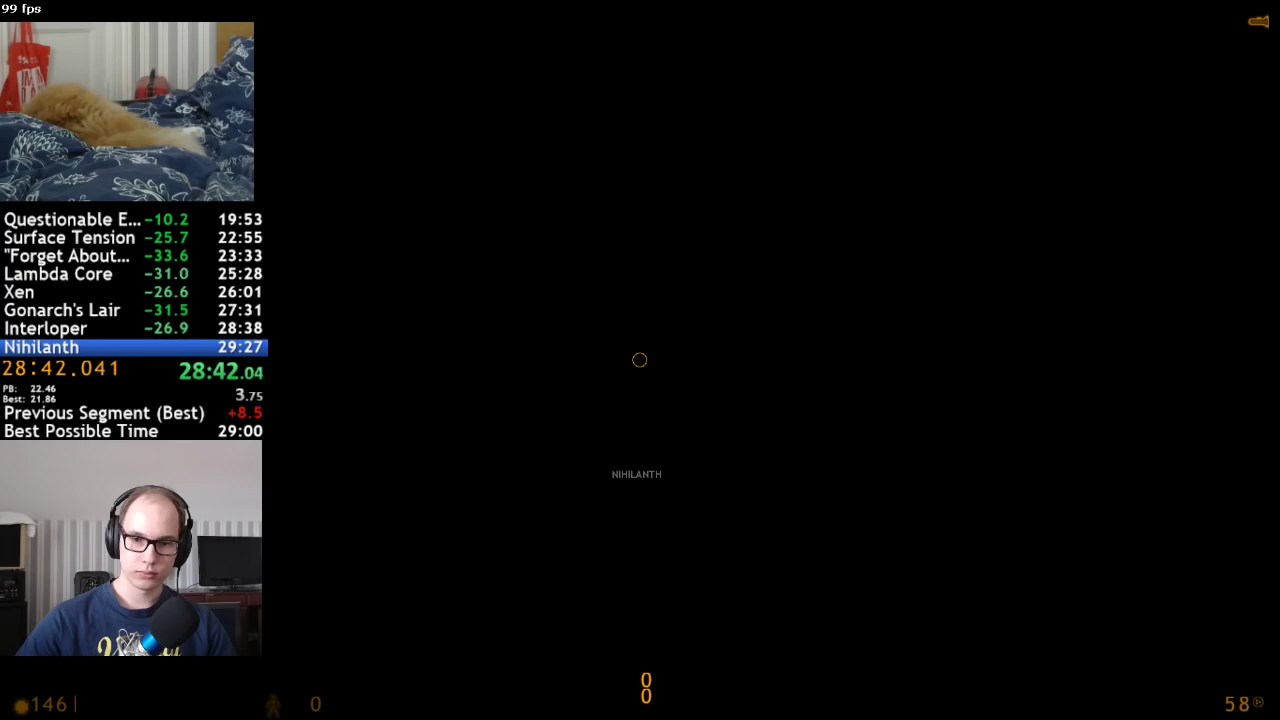 99 fps
Questionable E... -10.2 19:53
Surface Tension -25.7 22:55
"Forget About... -33.6 23:33
Lambda Core -31.0 25:28
Xen -26.6 26:01
Gonarch's Lair -31.5 27:31
Interloper -26.9 28:38
Nihilanth 29:27
28:42.041 28:42.04
PB: 22.46
Best: 21.86
3.75
Previous Segment (Best) +8.5
Best Possible Time 29:00
NIHILANTH
0
0
146 | 0 58